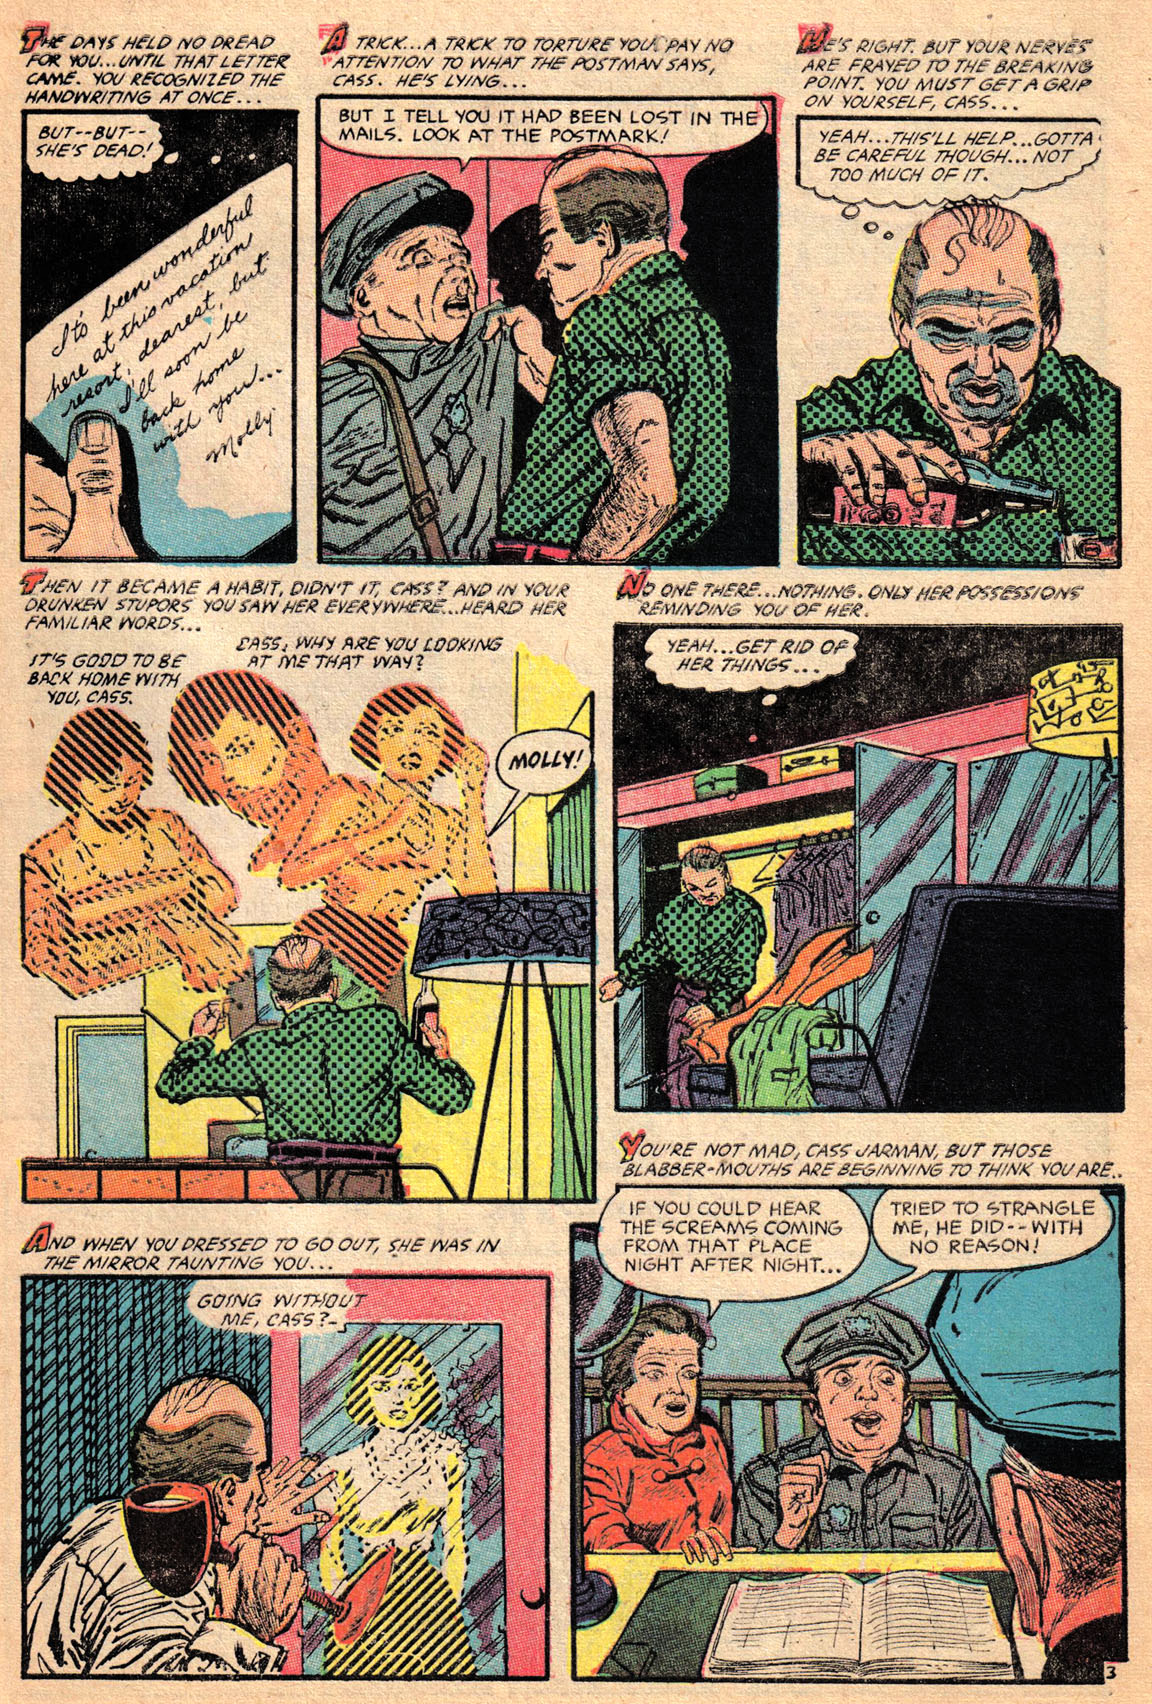 THE DAYS HELD NO DREAD
FOR YOU...UNTIL THAT LETTER
CAME. YOU RECOGNIZED THE
HANDWRITING AT ONCE...
BUT--BUT--
SHE'S DEAD!
It's been wonderful
here at this vacation
resort, dearest, but
I'll soon be
back home
with you...
Molly
A TRICK...A TRICK TO TORTURE YOU. PAY NO
ATTENTION TO WHAT THE POSTMAN SAYS,
CASS. HE'S LYING...
BUT I TELL YOU IT HAD BEEN LOST IN THE
MAILS. LOOK AT THE POSTMARK!
HE'S RIGHT. BUT YOUR NERVES
ARE FRAYED TO THE BREAKING
POINT. YOU MUST GET A GRIP
ON YOURSELF, CASS...
YEAH...THIS'LL HELP...GOTTA
BE CAREFUL THOUGH...NOT
TOO MUCH OF IT.
THEN IT BECAME A HABIT, DIDN'T IT, CASS? AND IN YOUR
DRUNKEN STUPORS YOU SAW HER EVERYWHERE...HEARD HER
FAMILIAR WORDS...
IT'S GOOD TO BE
BACK HOME WITH
YOU, CASS.
CASS, WHY ARE YOU LOOKING
AT ME THAT WAY?
MOLLY!
NO ONE THERE...NOTHING. ONLY HER POSSESSIONS
REMINDING YOU OF HER.
YEAH...GET RID OF
HER THINGS...
AND WHEN YOU DRESSED TO GO OUT, SHE WAS IN
THE MIRROR TAUNTING YOU...
GOING WITHOUT
ME, CASS?
YOU'RE NOT MAD, CASS JARMAN, BUT THOSE
BLABBER-MOUTHS ARE BEGINNING TO THINK YOU ARE..
IF YOU COULD HEAR
THE SCREAMS COMING
FROM THAT PLACE
NIGHT AFTER NIGHT...
TRIED TO STRANGLE
ME, HE DID--WITH
NO REASON!
3